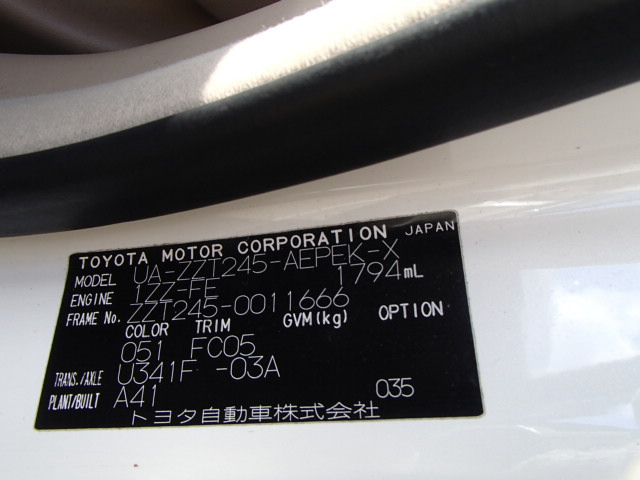 TOYOTA MOTOR CORPORATION JAPAN
MODEL UA-ZZT245-AEPEK-X
ENGINE 1ZZ-FE 1794mL
FRAME No. ZZT245-0011666
COLOR TRIM GVM(kg) OPTION
051 FC05
TRANS./AXLE U341F -03A
PLANT/BUILT A41 035
トヨタ自動車株式会社